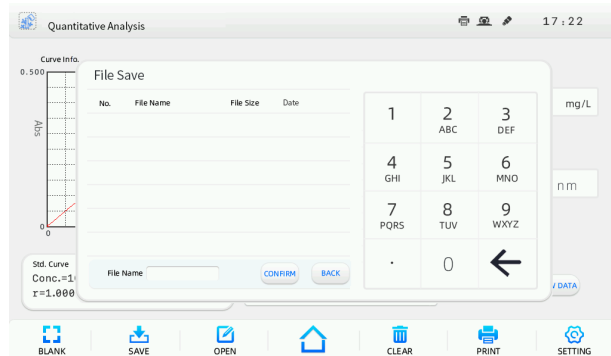 Quantitative Analysis
17:22
Curve Info.
0.500
Abs
0
0
mg/L
nm
File Save
No. File Name File Size Date
1 2 ABC 3 DEF
4 GHI 5 JKL 6 MNO
7 PQRS 8 TUV 9 WXYZ
. 0
File Name CONFIRM BACK
Std. Curve
Conc.=1
r=1.000
DATA
BLANK SAVE OPEN CLEAR PRINT SETTING